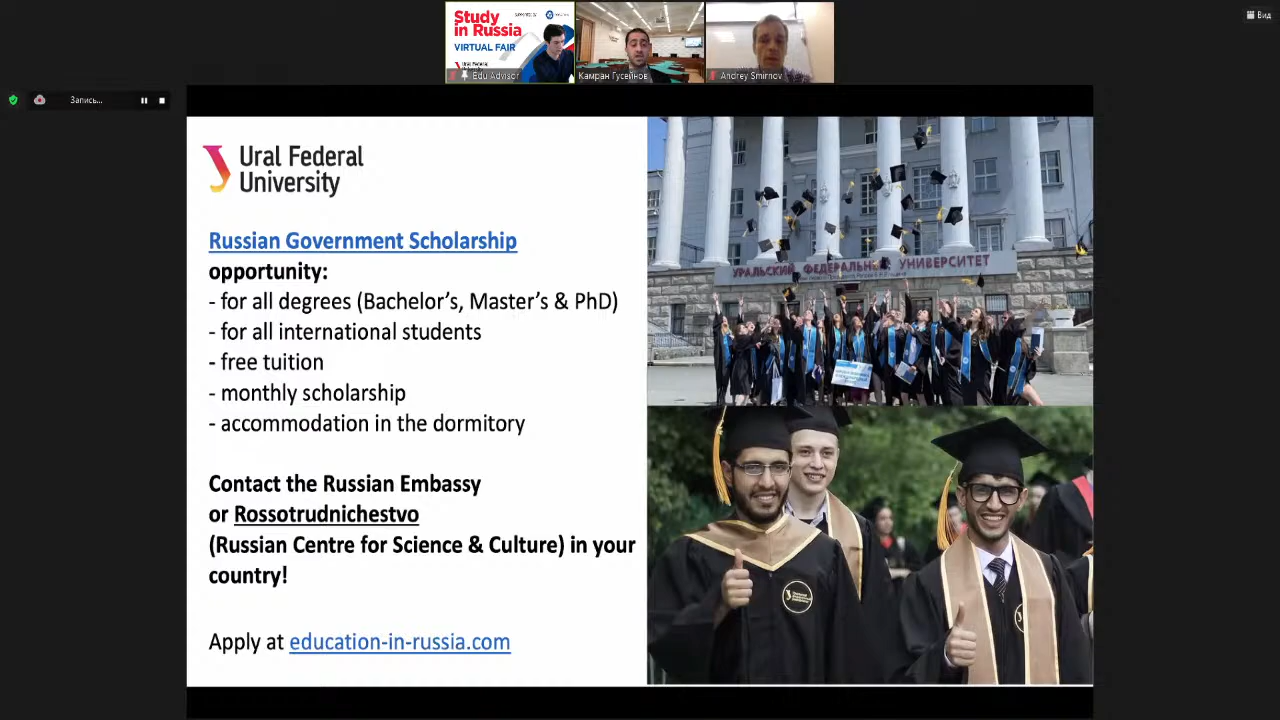 Study
in Russia
VIRTUAL FAIR
Ural Federal
University
Edu Advisor
Камран Гусейнов
Andrey Smirnov
Вид
Запись...
Ural Federal
University
Russian Government Scholarship
opportunity:
- for all degrees (Bachelor’s, Master’s & PhD)
- for all international students
- free tuition
- monthly scholarship
- accommodation in the dormitory
Contact the Russian Embassy
or Rossotrudnichestvo
(Russian Centre for Science & Culture) in your
country!
Apply at education-in-russia.com
УРАЛЬСКИЙ ФЕДЕРАЛЬНЫЙ УНИВЕРСИТЕТ